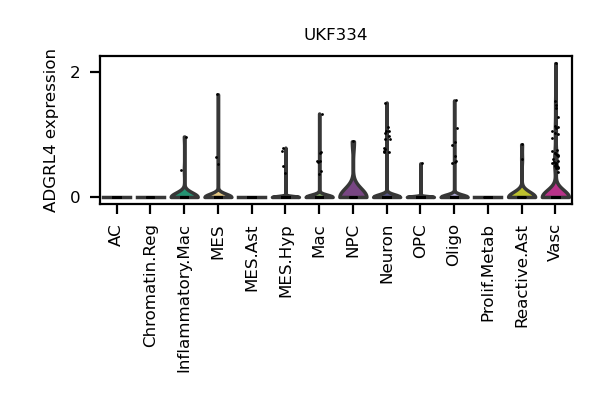 UKF334
ADGRL4 expression
2
0
AC
Chromatin.Reg
Inflammatory.Mac
MES
MES.Ast
MES.Hyp
Mac
NPC
Neuron
OPC
Oligo
Prolif.Metab
Reactive.Ast
Vasc